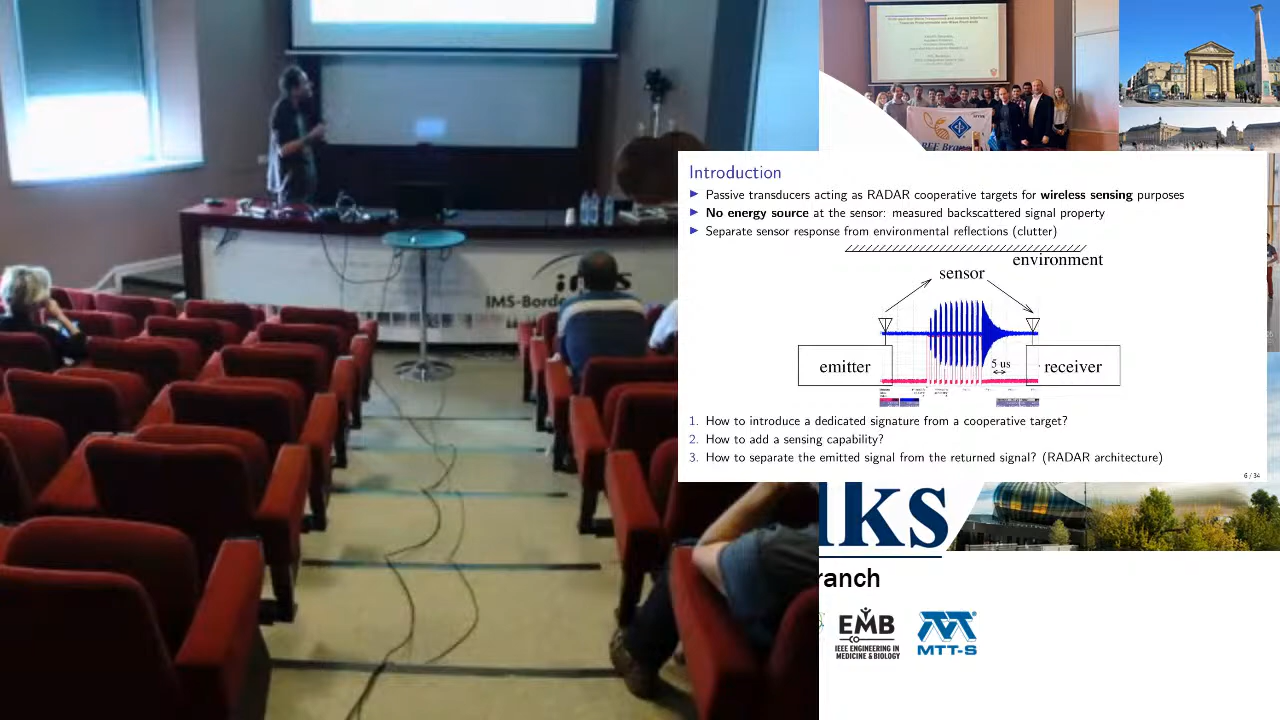 IMS-Borde
Introduction
Passive transducers acting as RADAR cooperative targets for wireless sensing purposes
No energy source at the sensor: measured backscattered signal property
Separate sensor response from environmental reflections (clutter)
environment
sensor
5 us
emitter
receiver
1. How to introduce a dedicated signature from a cooperative target?
2. How to add a sensing capability?
3. How to separate the emitted signal from the returned signal? (RADAR architecture)
6 / 34
lks
ranch
EMB
IEEE ENGINEERING IN
MEDICINE & BIOLOGY
MTT-S